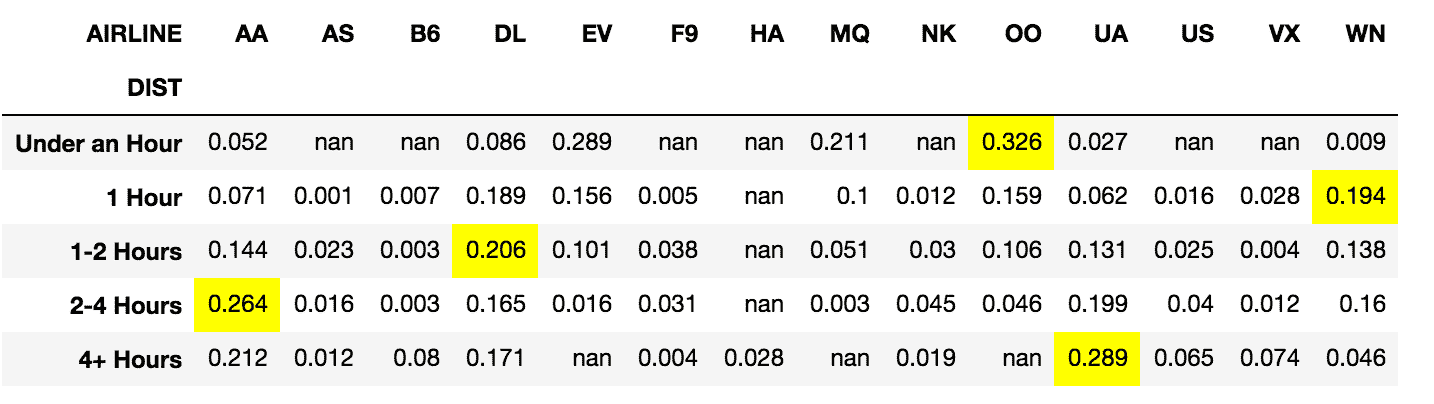 AIRLINE AA AS B6 DL EV F9 HA MQ NK OO UA US VX WN
DIST
Under an Hour 0.052 nan nan 0.086 0.289 nan nan 0.211 nan 0.326 0.027 nan nan 0.009
1 Hour 0.071 0.001 0.007 0.189 0.156 0.005 nan 0.1 0.012 0.159 0.062 0.016 0.028 0.194
1-2 Hours 0.144 0.023 0.003 0.206 0.101 0.038 nan 0.051 0.03 0.106 0.131 0.025 0.004 0.138
2-4 Hours 0.264 0.016 0.003 0.165 0.016 0.031 nan 0.003 0.045 0.046 0.199 0.04 0.012 0.16
4+ Hours 0.212 0.012 0.08 0.171 nan 0.004 0.028 nan 0.019 nan 0.289 0.065 0.074 0.046